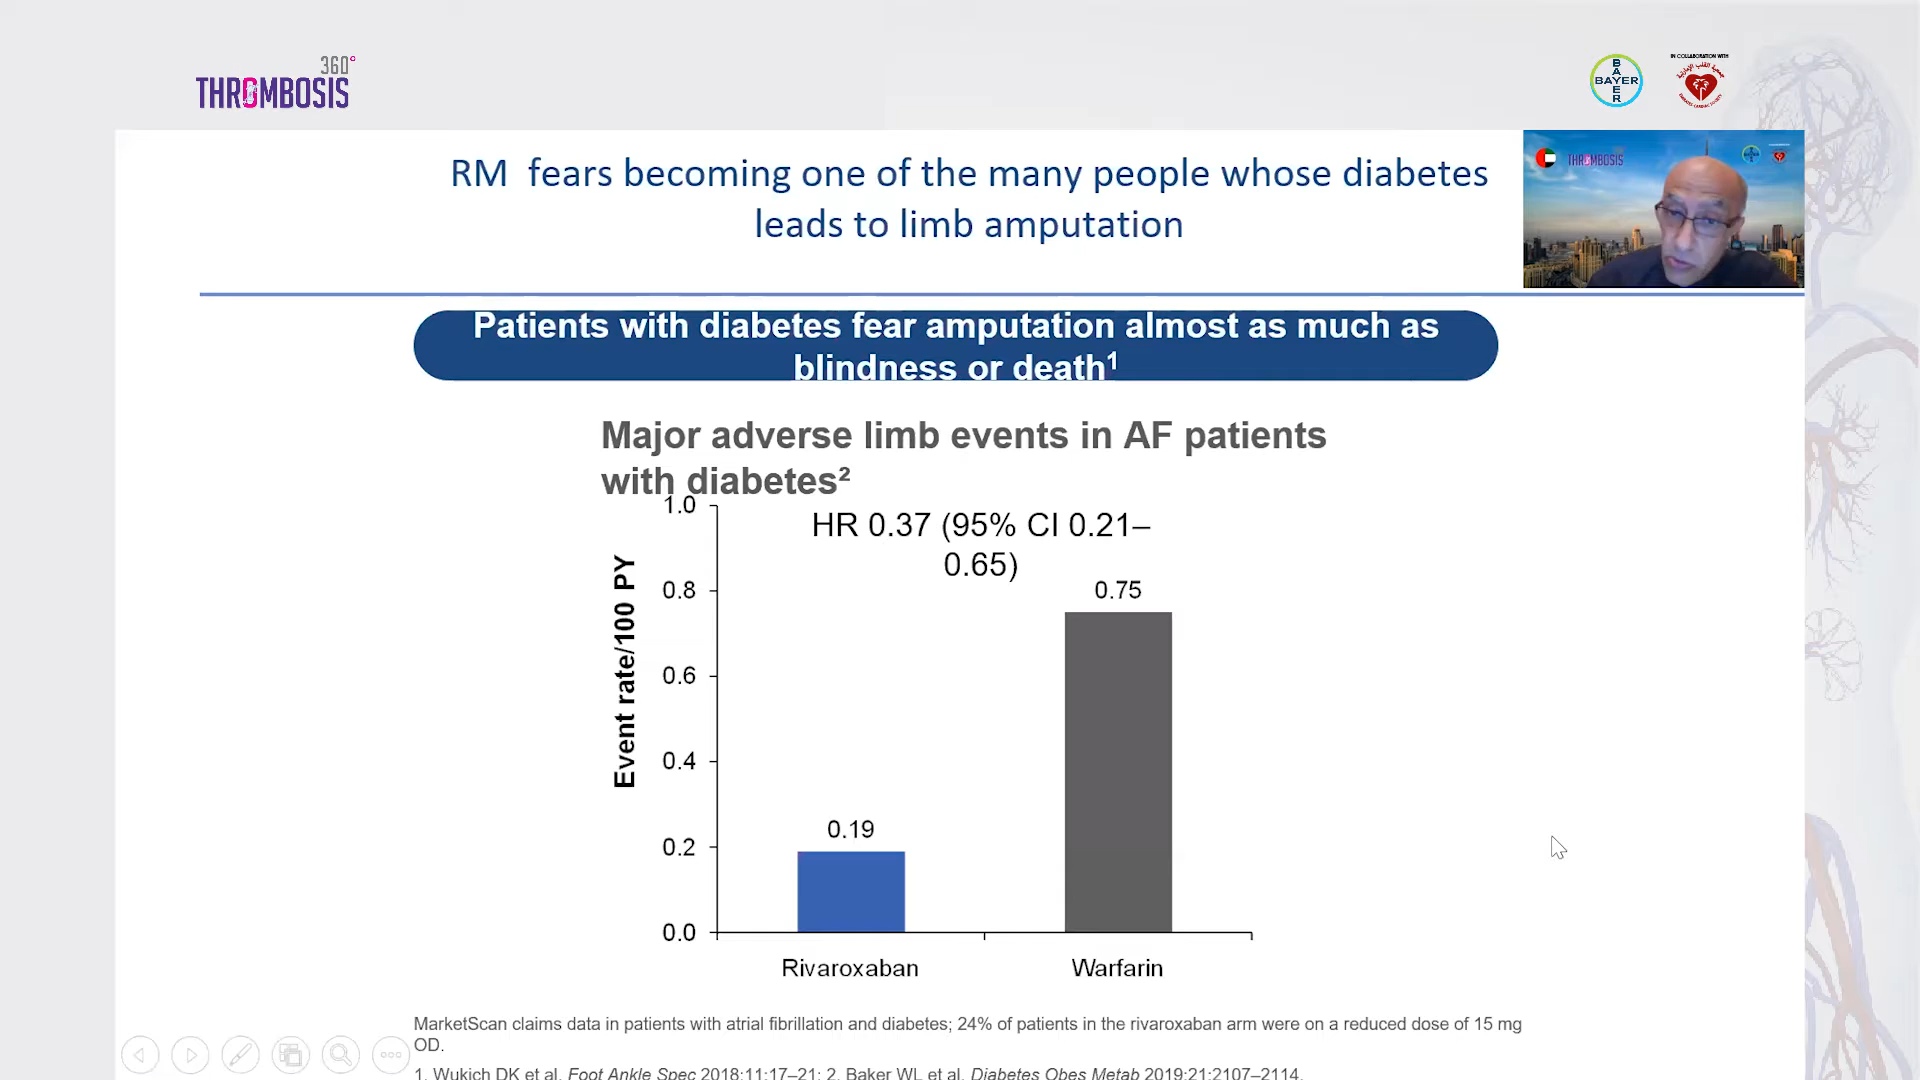 360°
THROMBOSIS
BAYER
BAYER
IN COLLABORATION WITH
RM fears becoming one of the many people whose diabetes
leads to limb amputation
THROMBOSIS
Patients with diabetes fear amputation almost as much as
blindness or death¹
Major adverse limb events in AF patients
with diabetes²
HR 0.37 (95% CI 0.21–
0.65)
Event rate/100 PY
1.0
0.8
0.6
0.4
0.2
0.0
0.19
0.75
Rivaroxaban
Warfarin
MarketScan claims data in patients with atrial fibrillation and diabetes; 24% of patients in the rivaroxaban arm were on a reduced dose of 15 mg
OD.
1. Wukich DK et al. Foot Ankle Spec 2018;11:17–21; 2. Baker WL et al. Diabetes Obes Metab 2019;21:2107–2114.